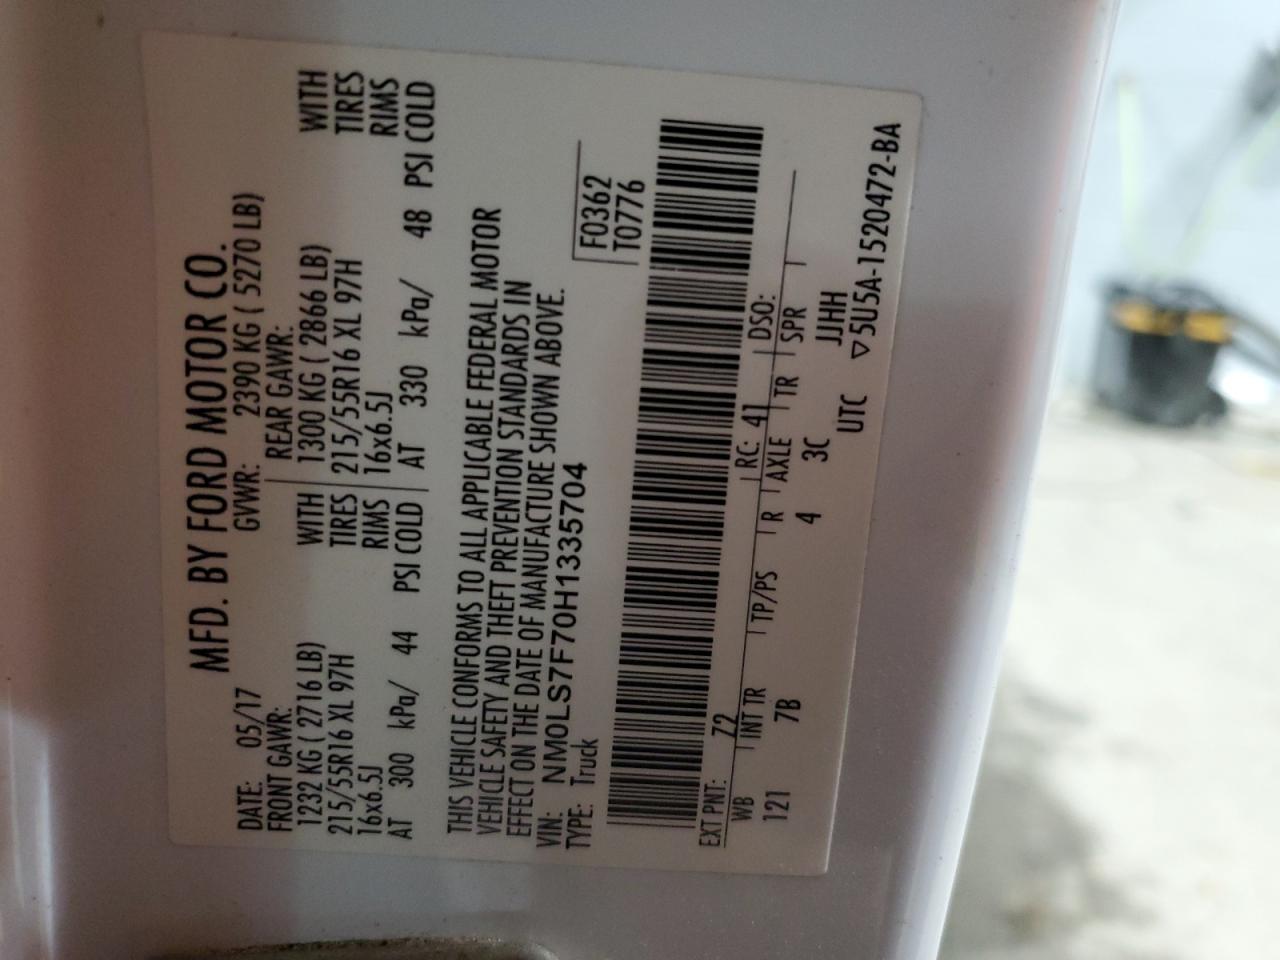 MFD. BY FORD MOTOR CO.
DATE: 05/17 GVWR: 2390 KG ( 5270 LB)
FRONT GAWR: REAR GAWR:
1232 KG ( 2716 LB) WITH 1300 KG ( 2866 LB) WITH
215/55R16 XL 97H TIRES 215/55R16 XL 97H TIRES
16x6.5J RIMS 16x6.5J RIMS
AT 300 kPa/ 44 PSI COLD AT 330 kPa/ 48 PSI COLD
THIS VEHICLE CONFORMS TO ALL APPLICABLE FEDERAL MOTOR
VEHICLE SAFETY AND THEFT PREVENTION STANDARDS IN
EFFECT ON THE DATE OF MANUFACTURE SHOWN ABOVE.
VIN: NM0LS7F70H1335704
TYPE: Truck
F0362
T0776
EXT PNT: Z2 RC: 41 DSO:
WB INT TR TP/PS R AXLE TR SPR
121 7B 4 3C JJHH
UTC ▽5U5A-1520472-BA